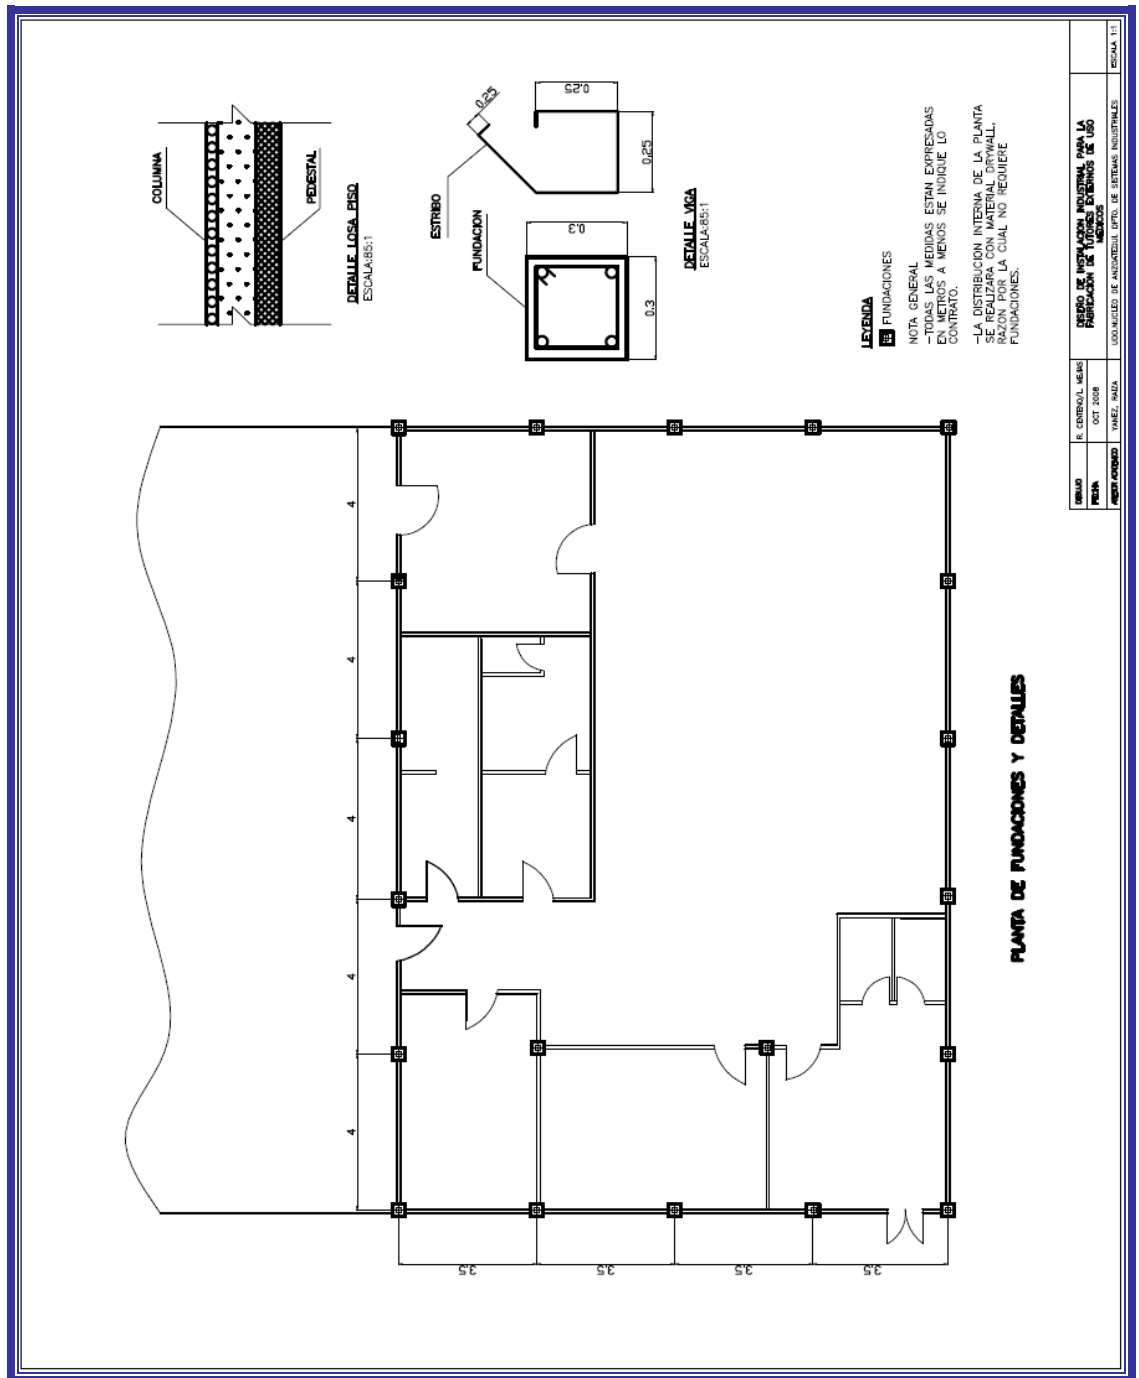 COLUMNA
PEDESTAL
DETALLE LOSA PISO
ESCALA:85:1
ESTRIBO
0.25
0.25
0.25
FUNDACION
0.3
0.3
DETALLE VIGA
ESCALA:85:1
LEYENDA
FUNDACIONES
NOTA GENERAL
-TODAS LAS MEDIDAS ESTAN EXPRESADAS
EN METROS A MENOS SE INDIQUE LO
CONTRATO.
-LA DISTRIBUCION INTERNA DE LA PLANTA
SE REALIZARA CON MATERIAL DRYWALL,
RAZON POR LA CUAL NO REQUIERE
FUNDACIONES.
4
4
4
4
4
3.5
3.5
3.5
3.5
PLANTA DE FUNDACIONES Y DETALLES
DIBUJO
R. CENTENO/L. MEJIAS
FECHA
OCT 2008
ASESOR ACADEMICO
YANEZ, RAIZA
DISEÑO DE INSTALACION INDUSTRIAL PARA LA
FABRICACION DE TUTORES EXTERNOS DE USO
MEDICOS
UDO.NUCLEO DE ANZOATEGUI. DPTO. DE SISTEMAS INDUSTRIALES
ESCALA 1:1